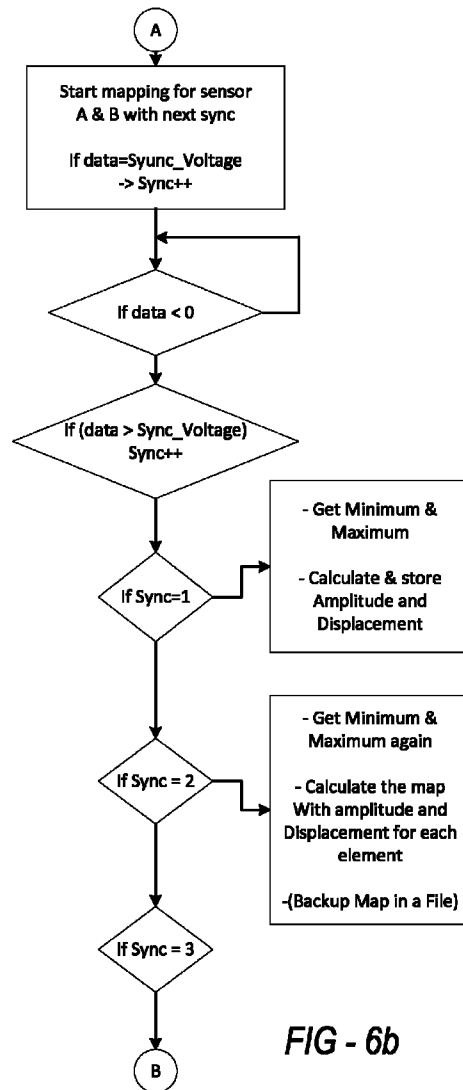 A
Start mapping for sensor
A & B with next sync
If data=Syunc_Voltage
-> Sync++
If data < 0
If (data > Sync_Voltage)
Sync++
If Sync=1
- Get Minimum &
Maximum
- Calculate & store
Amplitude and
Displacement
If Sync = 2
- Get Minimum &
Maximum again
- Calculate the map
With amplitude and
Displacement for each
element
-(Backup Map in a File)
If Sync = 3
B
FIG - 6b